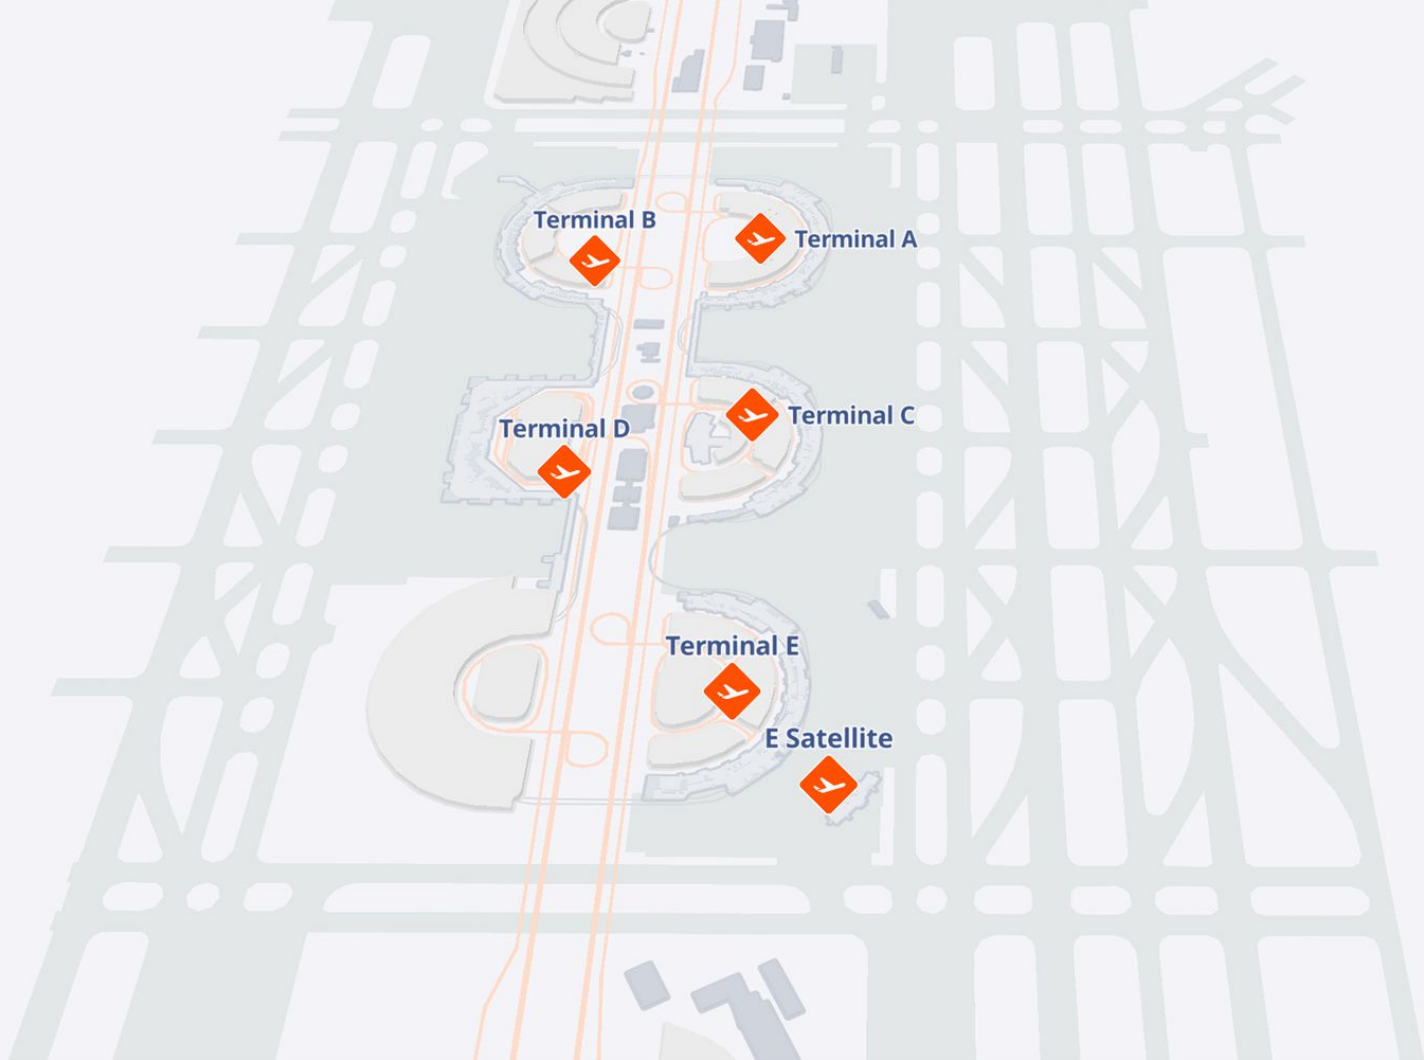 Terminal B
Terminal A
Terminal D
Terminal C
Terminal E
E Satellite